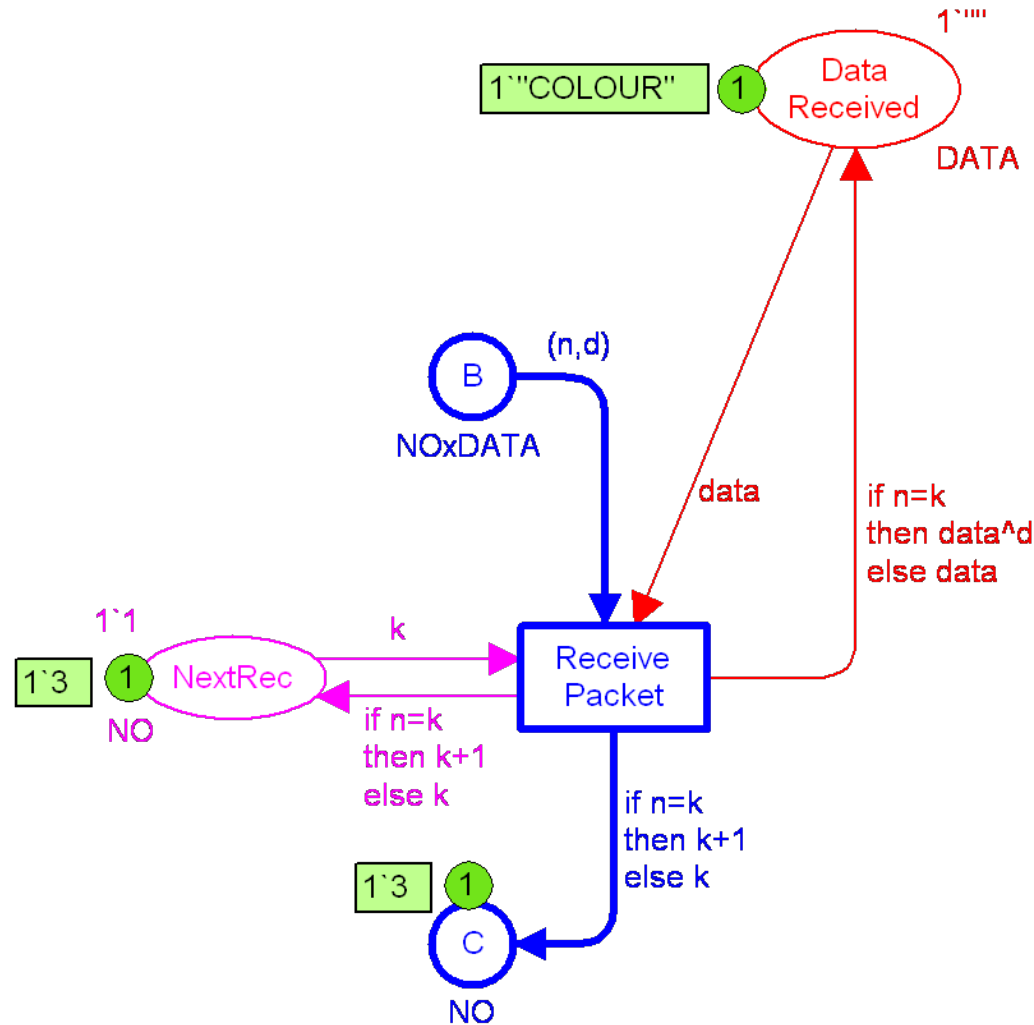 1`""
1`"COLOUR"
1
Data
Received
DATA
(n,d)
B
NOxDATA
data
if n=k
then data^d
else data
1`1
k
1`3
1
NextRec
NO
Receive
Packet
if n=k
then k+1
else k
if n=k
then k+1
else k
1`3
1
C
NO